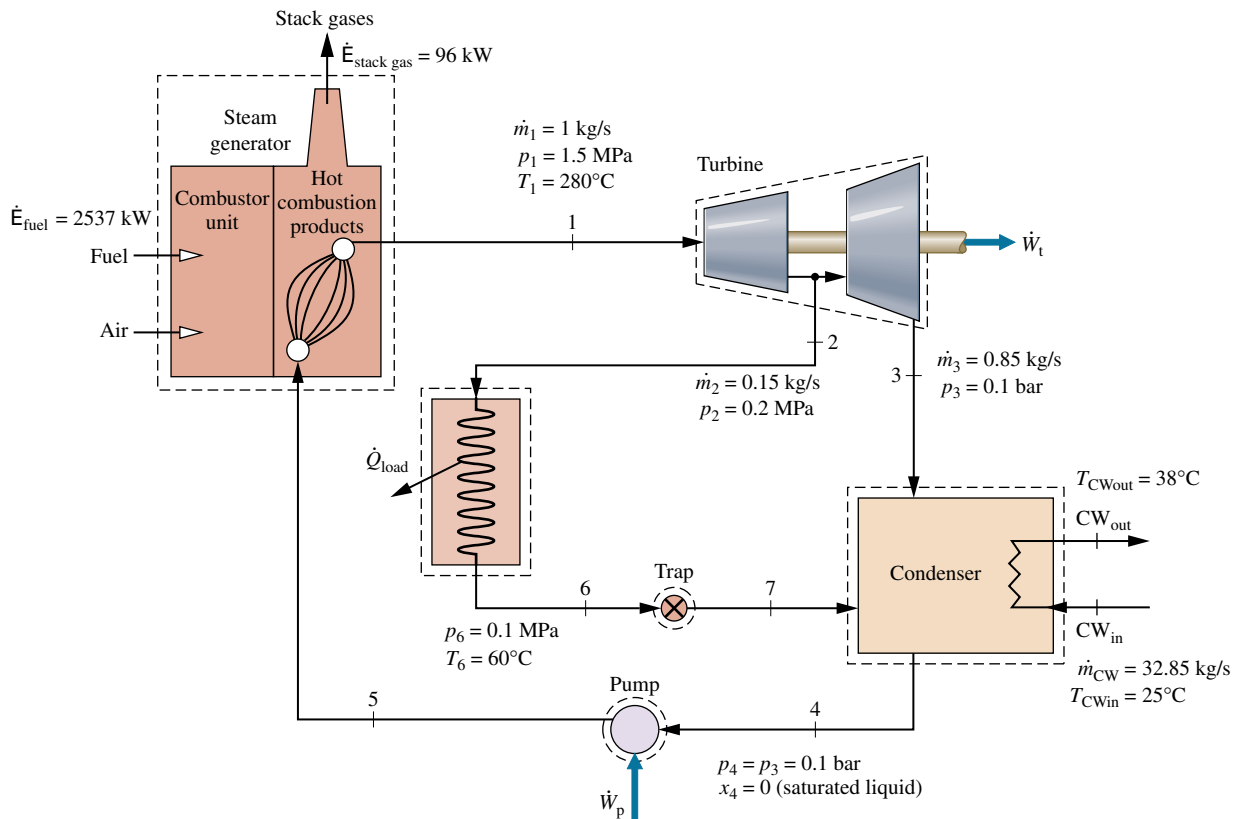 Stack gases
Ė_stack gas = 96 kW
Steam
generator
ṁ₁ = 1 kg/s
p₁ = 1.5 MPa
T₁ = 280°C
Turbine
Combustor
unit
Hot
combustion
products
Ė_fuel = 2537 kW
Fuel
Air
1
Ẇ_t
2
ṁ₂ = 0.15 kg/s
p₂ = 0.2 MPa
3
ṁ₃ = 0.85 kg/s
p₃ = 0.1 bar
Q̇_load
T_CWout = 38°C
CW_out
Condenser
CW_in
ṁ_CW = 32.85 kg/s
T_CWin = 25°C
6
Trap
7
p₆ = 0.1 MPa
T₆ = 60°C
5
Pump
4
p₄ = p₃ = 0.1 bar
x₄ = 0 (saturated liquid)
Ẇ_p